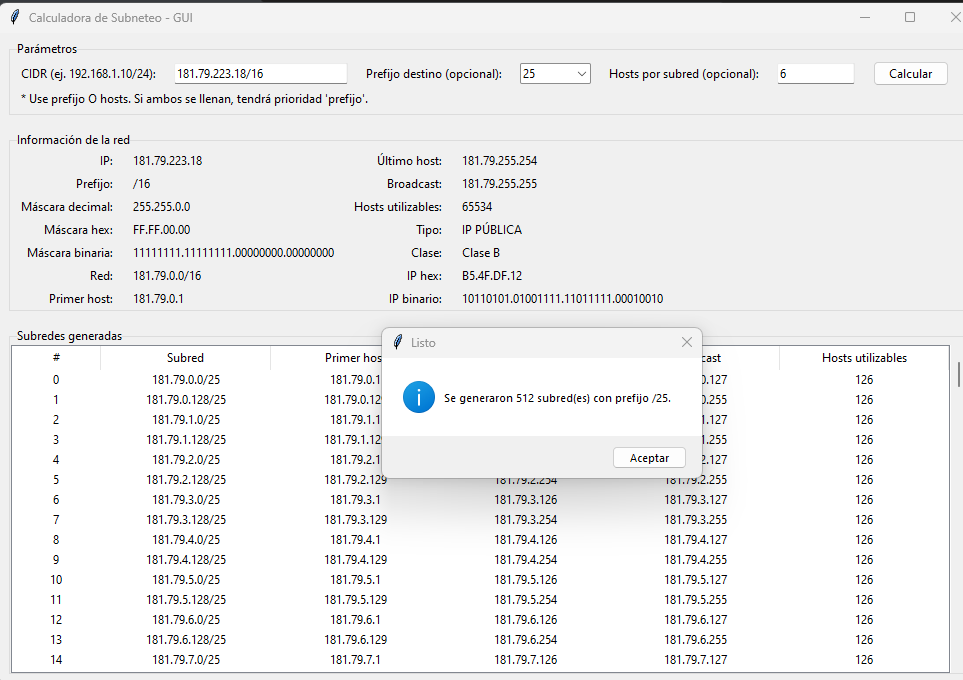 Calculadora de Subneteo - GUI
Parámetros
CIDR (ej. 192.168.1.10/24): 181.79.223.18/16 Prefijo destino (opcional): 25 Hosts por subred (opcional): 6 Calcular
* Use prefijo O hosts. Si ambos se llenan, tendrá prioridad 'prefijo'.
Información de la red
IP: 181.79.223.18 Último host: 181.79.255.254
Prefijo: /16 Broadcast: 181.79.255.255
Máscara decimal: 255.255.0.0 Hosts utilizables: 65534
Máscara hex: FF.FF.00.00 Tipo: IP PÚBLICA
Máscara binaria: 11111111.11111111.00000000.00000000 Clase: Clase B
Red: 181.79.0.0/16 IP hex: B5.4F.DF.12
Primer host: 181.79.0.1 IP binario: 10110101.01001111.11011111.00010010
Subredes generadas
Listo
Se generaron 512 subred(es) con prefijo /25.
Aceptar
# Subred Primer hos cast Hosts utilizables
0 181.79.0.0/25 181.79.0.1 0.127 126
1 181.79.0.128/25 181.79.0.12 0.255 126
2 181.79.1.0/25 181.79.1.1 1.127 126
3 181.79.1.128/25 181.79.1.12 1.255 126
4 181.79.2.0/25 181.79.2.1 2.127 126
5 181.79.2.128/25 181.79.2.129 181.79.2.254 181.79.2.255 126
6 181.79.3.0/25 181.79.3.1 181.79.3.126 181.79.3.127 126
7 181.79.3.128/25 181.79.3.129 181.79.3.254 181.79.3.255 126
8 181.79.4.0/25 181.79.4.1 181.79.4.126 181.79.4.127 126
9 181.79.4.128/25 181.79.4.129 181.79.4.254 181.79.4.255 126
10 181.79.5.0/25 181.79.5.1 181.79.5.126 181.79.5.127 126
11 181.79.5.128/25 181.79.5.129 181.79.5.254 181.79.5.255 126
12 181.79.6.0/25 181.79.6.1 181.79.6.126 181.79.6.127 126
13 181.79.6.128/25 181.79.6.129 181.79.6.254 181.79.6.255 126
14 181.79.7.0/25 181.79.7.1 181.79.7.126 181.79.7.127 126